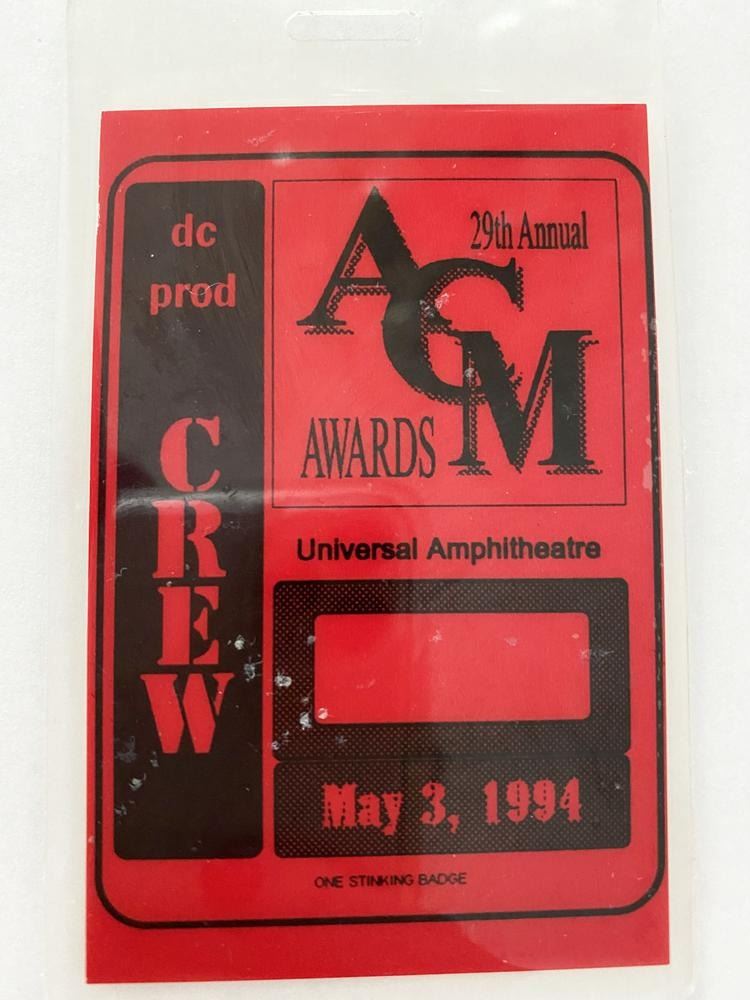 dc
prod
CREW
29th Annual
ACM
AWARDS
Universal Amphitheatre
May 3, 1994
ONE STINKING BADGE